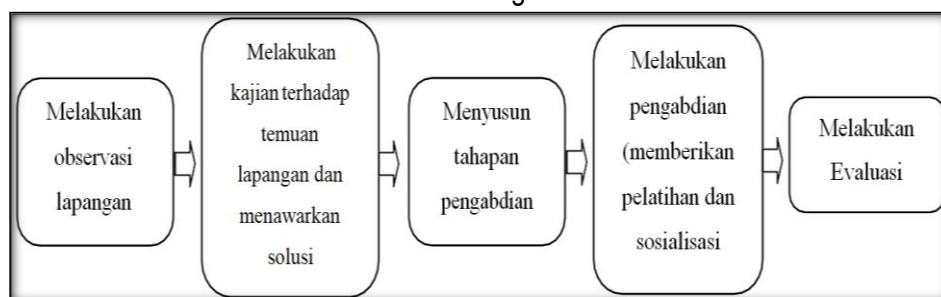 Melakukan
observasi
lapangan
Melakukan
kajian terhadap
temuan
lapangan dan
menawarkan
solusi
Menyusun
tahapan
pengabdian
Melakukan
pengabdian
(memberikan
pelatihan dan
sosialisasi
Melakukan
Evaluasi